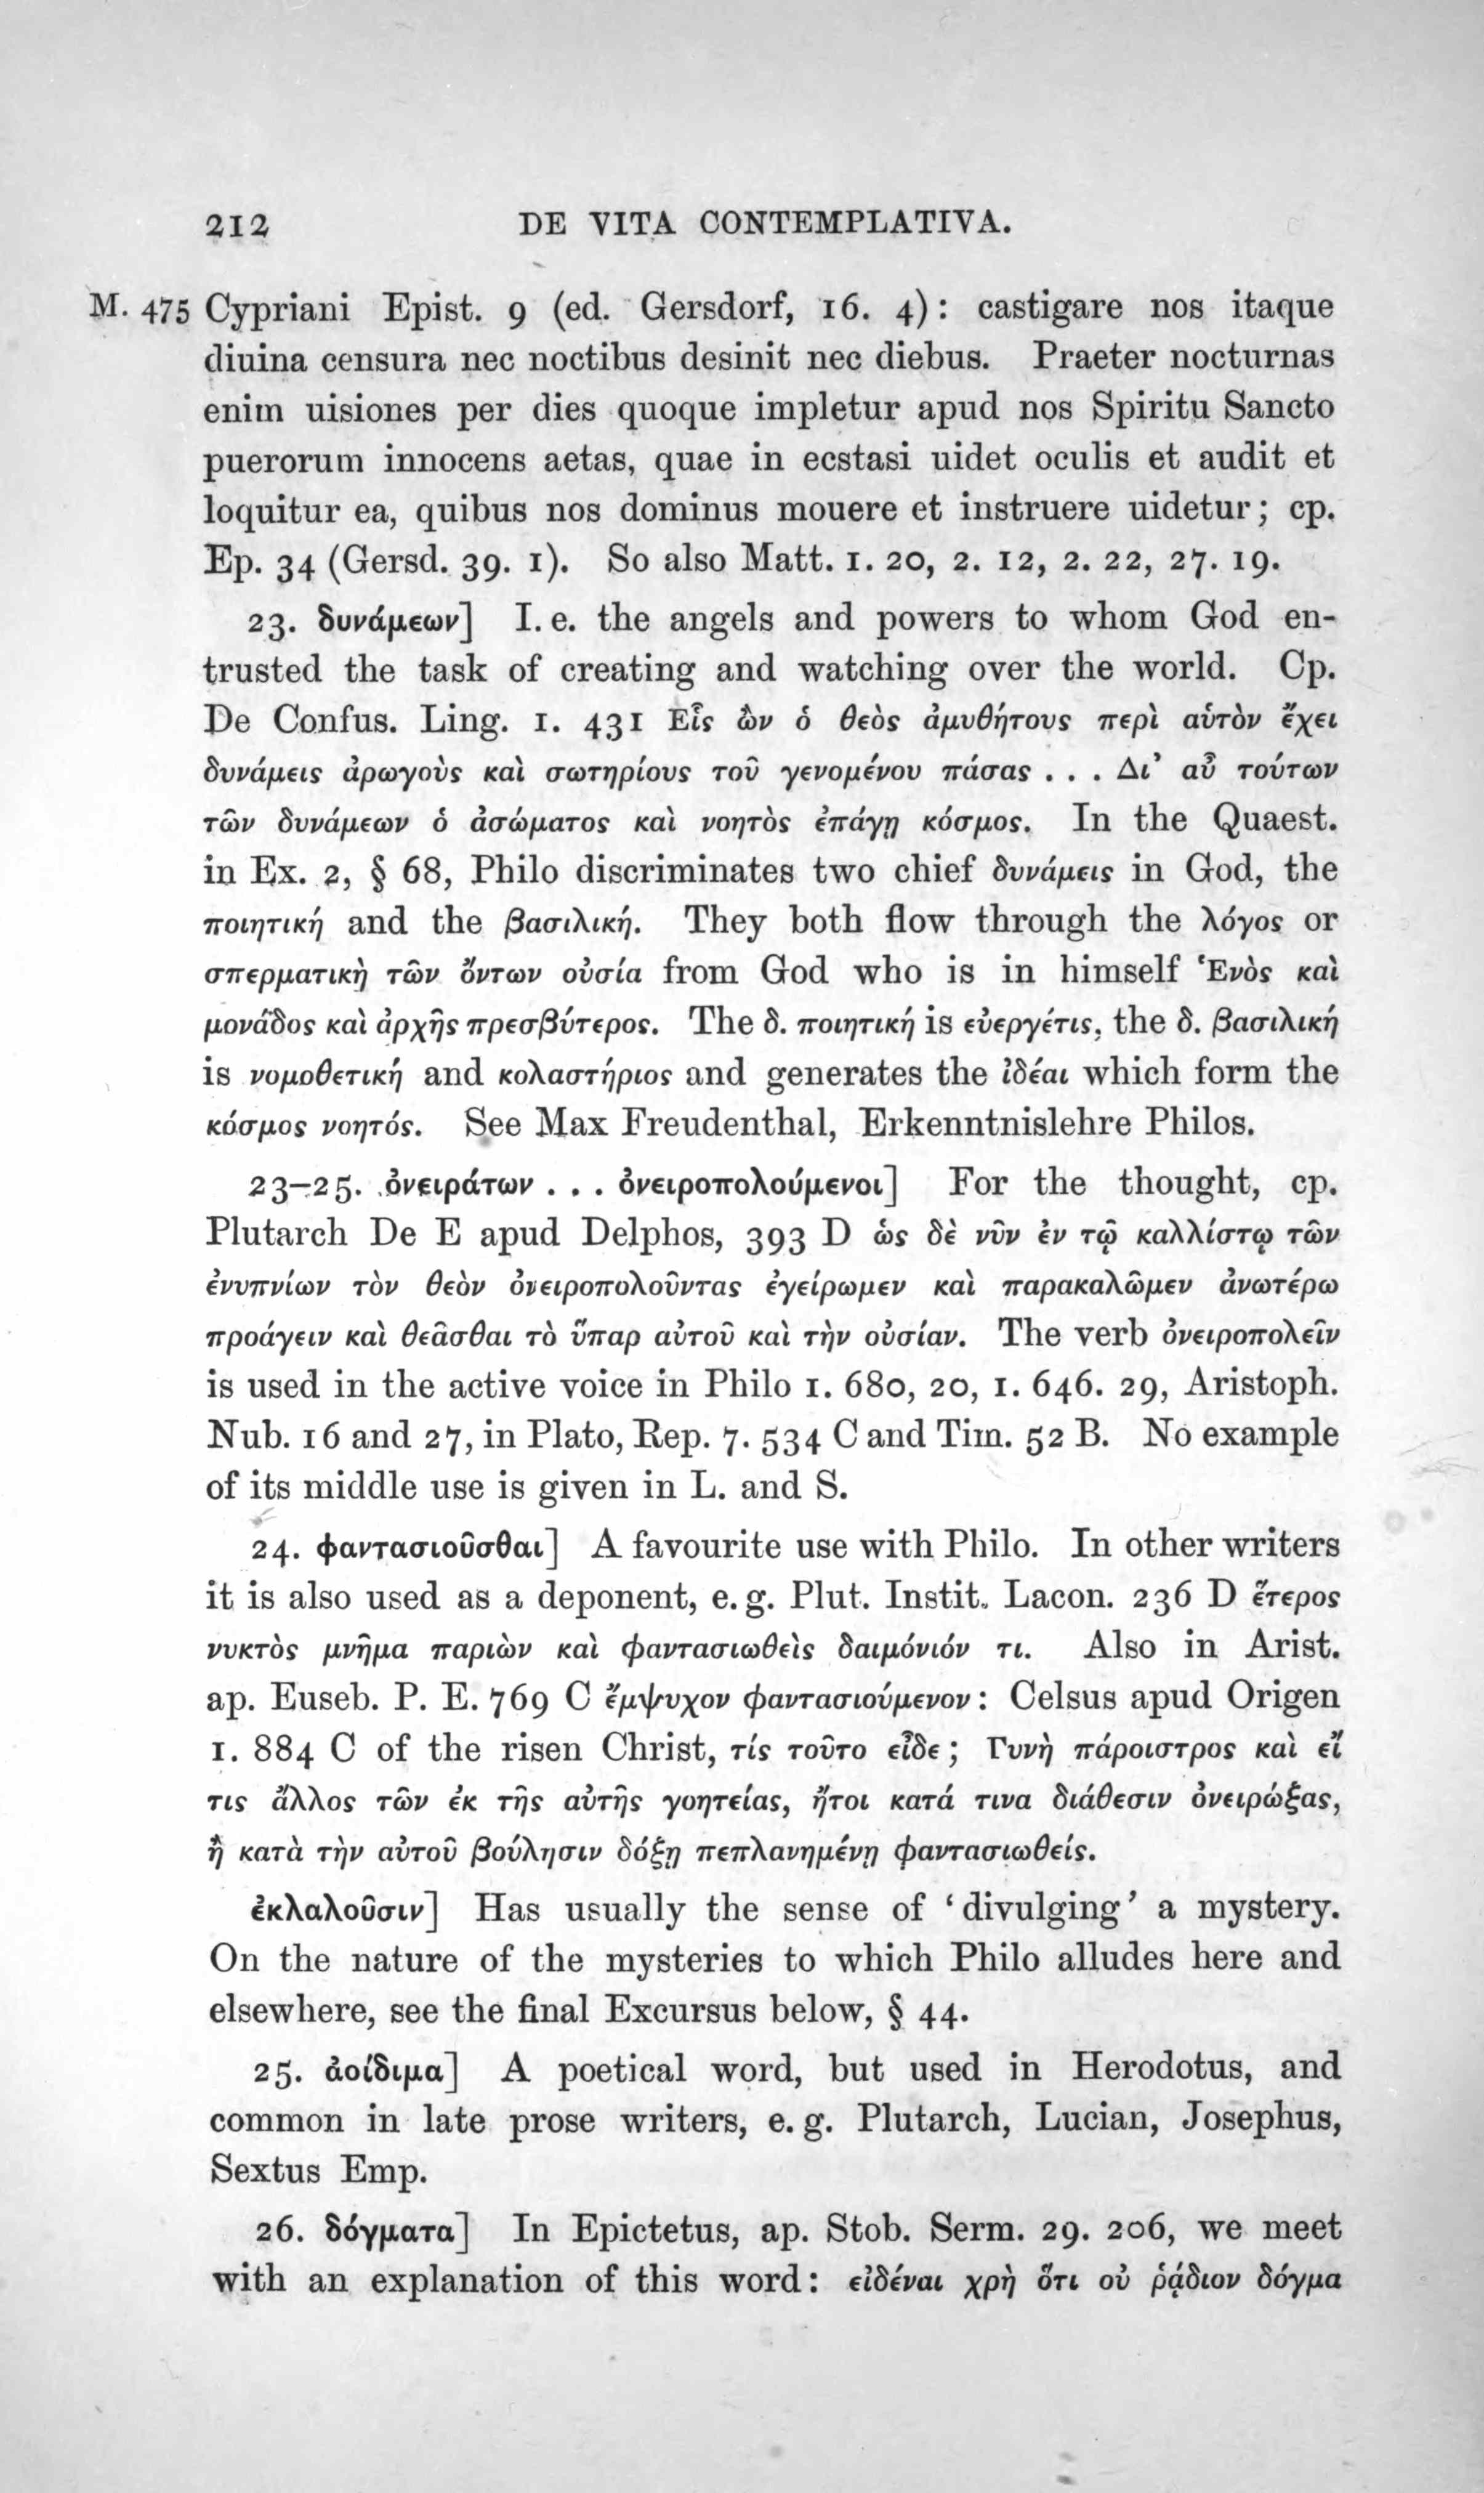 212 DE VITA CONTEMPLATIVA.
M. 475 Cypriani Epist. 9 (ed. Gersdorf, 16. 4): castigare nos itaque
diuina censura nec noctibus desinit nec diebus. Praeter nocturnas
enim uisiones per dies quoque impletur apud nos Spiritu Sancto
puerorum innocens aetas, quae in ecstasi uidet oculis et audit et
loquitur ea, quibus nos dominus mouere et instruere uidetur; cp.
Ep. 34 (Gersd. 39. 1). So also Matt. 1. 20, 2. 12, 2. 22, 27. 19.
23. δυνάμεων] I. e. the angels and powers to whom God en-
trusted the task of creating and watching over the world. Cp.
De Confus. Ling. 1. 431 Εἷς ὢν ὁ θεὸς ἀμυθήτους περὶ αὑτὸν ἔχει
δυνάμεις ἀρωγοὺς καὶ σωτηρίους τοῦ γενομένου πάσας . . . Δι’ αὖ τούτων
τῶν δυνάμεων ὁ ἀσώματος καὶ νοητὸς ἐπάγη κόσμος. In the Quaest.
in Ex. 2, § 68, Philo discriminates two chief δυνάμεις in God, the
ποιητική and the βασιλική. They both flow through the λόγος or
σπερματικὴ τῶν ὄντων οὐσία from God who is in himself Ἑνὸς καὶ
μονάδος καὶ ἀρχῆς πρεσβύτερος. The δ. ποιητική is εὐεργέτις, the δ. βασιλική
is νομοθετική and κολαστήριος and generates the ἰδέαι which form the
κόσμος νοητός. See Max Freudenthal, Erkenntnislehre Philos.
23–25. ὀνειράτων . . . ὀνειροπολούμενοι] For the thought, cp.
Plutarch De E apud Delphos, 393 D ὡς δὲ νῦν ἐν τῷ καλλίστῳ τῶν
ἐνυπνίων τὸν θεὸν ὀνειροπολοῦντας ἐγείρωμεν καὶ παρακαλῶμεν ἀνωτέρω
προάγειν καὶ θεᾶσθαι τὸ ὕπαρ αὐτοῦ καὶ τὴν οὐσίαν. The verb ὀνειροπολεῖν
is used in the active voice in Philo 1. 680, 20, 1. 646. 29, Aristoph.
Nub. 16 and 27, in Plato, Rep. 7. 534 C and Tim. 52 B. No example
of its middle use is given in L. and S.
24. φαντασιοῦσθαι] A favourite use with Philo. In other writers
it is also used as a deponent, e. g. Plut. Instit. Lacon. 236 D ἕτερος
νυκτὸς μνῆμα παριὼν καὶ φαντασιωθεὶς δαιμόνιόν τι. Also in Arist.
ap. Euseb. P. E. 769 C ἔμψυχον φαντασιούμενον: Celsus apud Origen
1. 884 C of the risen Christ, τίς τοῦτο εἶδε; Γυνὴ πάροιστρος καὶ εἴ
τις ἄλλος τῶν ἐκ τῆς αὐτῆς γοητείας, ἤτοι κατά τινα διάθεσιν ὀνειρώξας,
ἢ κατὰ τὴν αὐτοῦ βούλησιν δόξῃ πεπλανημένῃ φαντασιωθείς.
ἐκλαλοῦσιν] Has usually the sense of ‘divulging’ a mystery.
On the nature of the mysteries to which Philo alludes here and
elsewhere, see the final Excursus below, § 44.
25. ἀοίδιμα] A poetical word, but used in Herodotus, and
common in late prose writers, e. g. Plutarch, Lucian, Josephus,
Sextus Emp.
26. δόγματα] In Epictetus, ap. Stob. Serm. 29. 206, we meet
with an explanation of this word: εἰδέναι χρὴ ὅτι οὐ ῥᾴδιον δόγμα